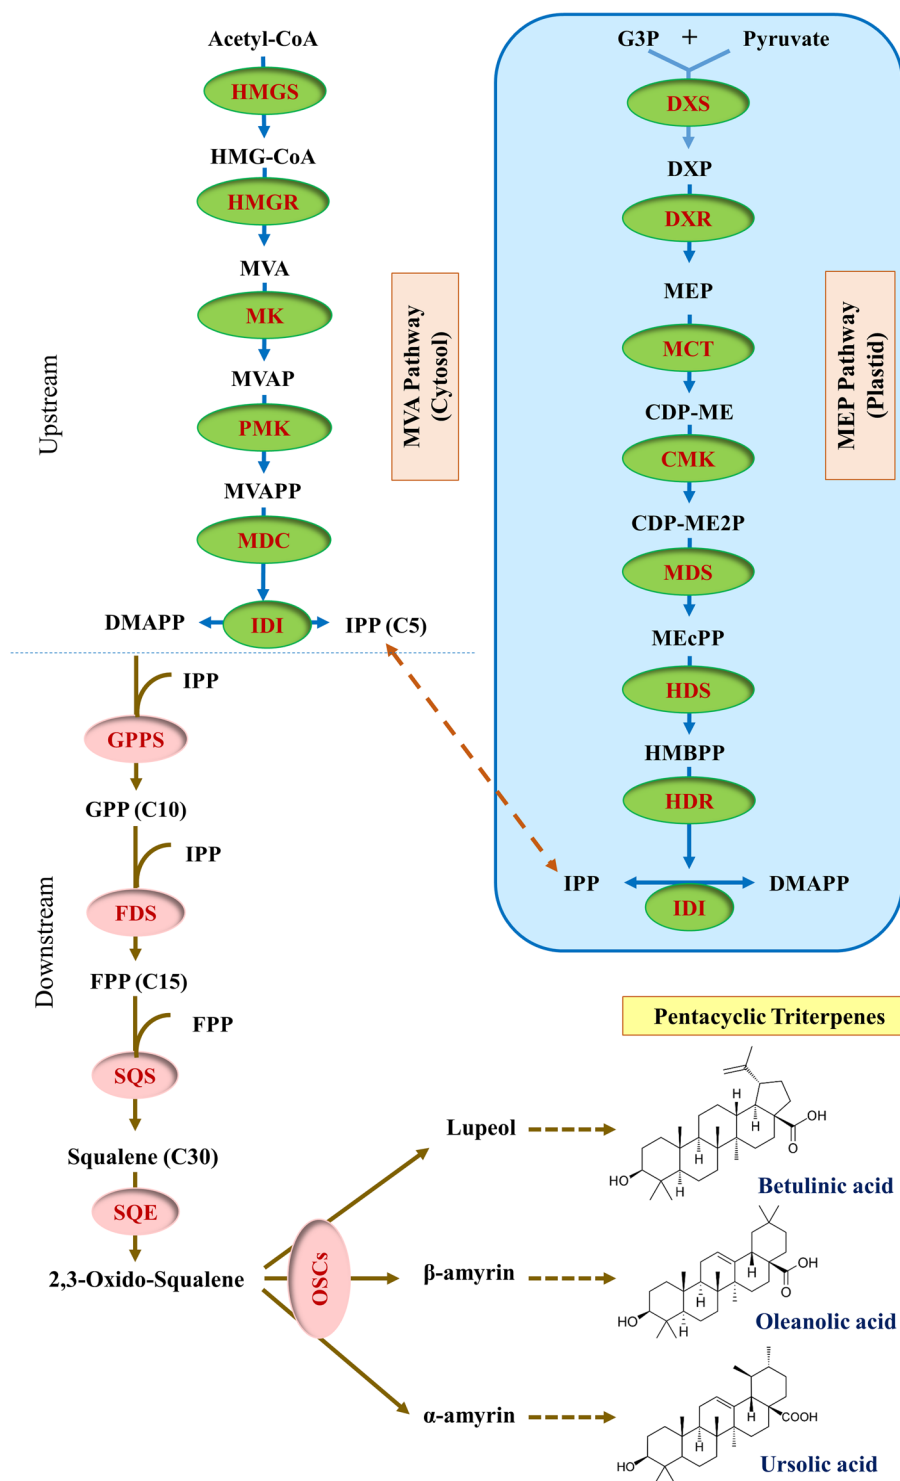 Acetyl-CoA
HMGS
HMG-CoA
HMGR
MVA
MK
MVAP
PMK
MVAPP
MDC
DMAPP
IDI
IPP (C5)
Upstream
MVA Pathway
(Cytosol)
G3P + Pyruvate
DXS
DXP
DXR
MEP
MCT
CDP-ME
CMK
CDP-ME2P
MDS
MEcPP
HDS
HMBPP
HDR
IPP
DMAPP
IDI
MEP Pathway
(Plastid)
IPP
GPPS
GPP (C10)
IPP
FDS
FPP (C15)
FPP
SQS
Squalene (C30)
SQE
2,3-Oxido-Squalene
Downstream
OSCs
Lupeol
β-amyrin
α-amyrin
Pentacyclic Triterpenes
H
H
H
OH
O
HO
Betulinic acid
H
H
H
OH
O
HO
Oleanolic acid
H
H
H
COOH
HO
Ursolic acid